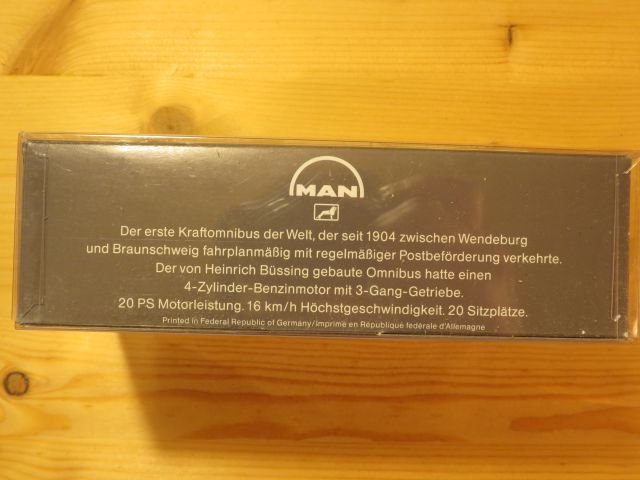 MAN
Der erste Kraftomnibus der Welt, der seit 1904 zwischen Wendeburg
und Braunschweig fahrplanmäßig mit regelmäßiger Postbeförderung verkehrte.
Der von Heinrich Büssing gebaute Omnibus hatte einen
4-Zylinder-Benzinmotor mit 3-Gang-Getriebe.
20 PS Motorleistung. 16 km/h Höchstgeschwindigkeit. 20 Sitzplätze.
Printed in Federal Republic of Germany/Imprimé en République fédérale d'Allemagne